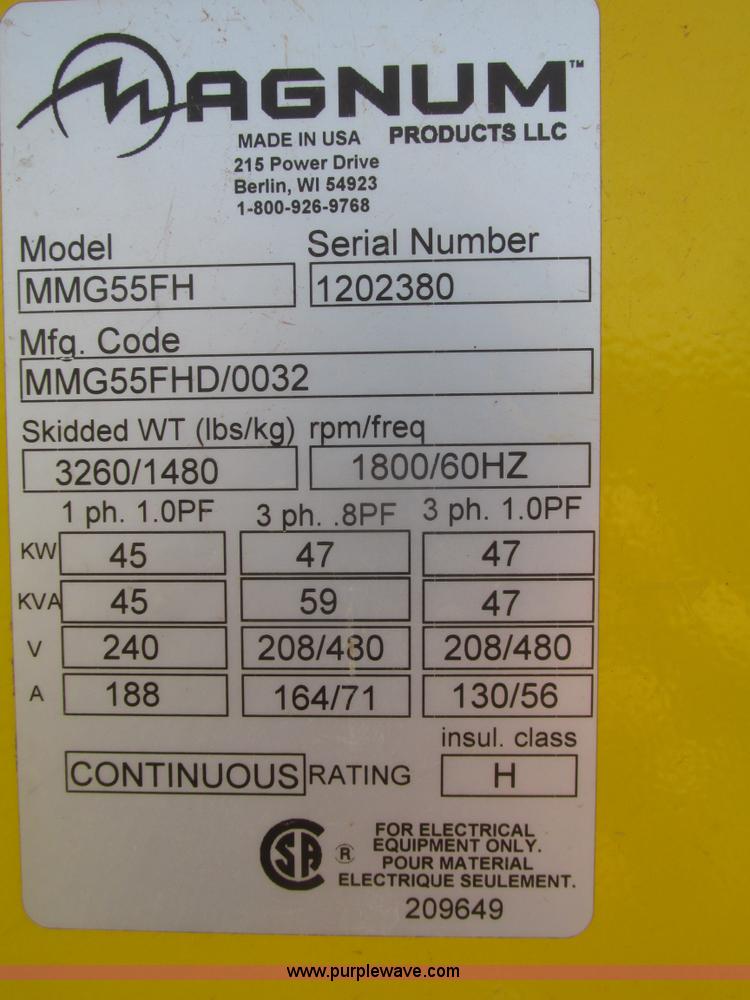 MAGNUM™
MADE IN USA PRODUCTS LLC
215 Power Drive
Berlin, WI 54923
1-800-926-9768
Model Serial Number
MMG55FH 1202380
Mfg. Code
MMG55FHD/0032
Skidded WT (lbs/kg) rpm/freq
3260/1480 1800/60HZ
1 ph. 1.0PF 3 ph. .8PF 3 ph. 1.0PF
KW 45 47 47
KVA 45 59 47
V 240 208/480 208/480
A 188 164/71 130/56
insul. class
CONTINUOUS RATING H
SA ® FOR ELECTRICAL
EQUIPMENT ONLY.
POUR MATERIAL
ELECTRIQUE SEULEMENT.
209649
www.purplewave.com